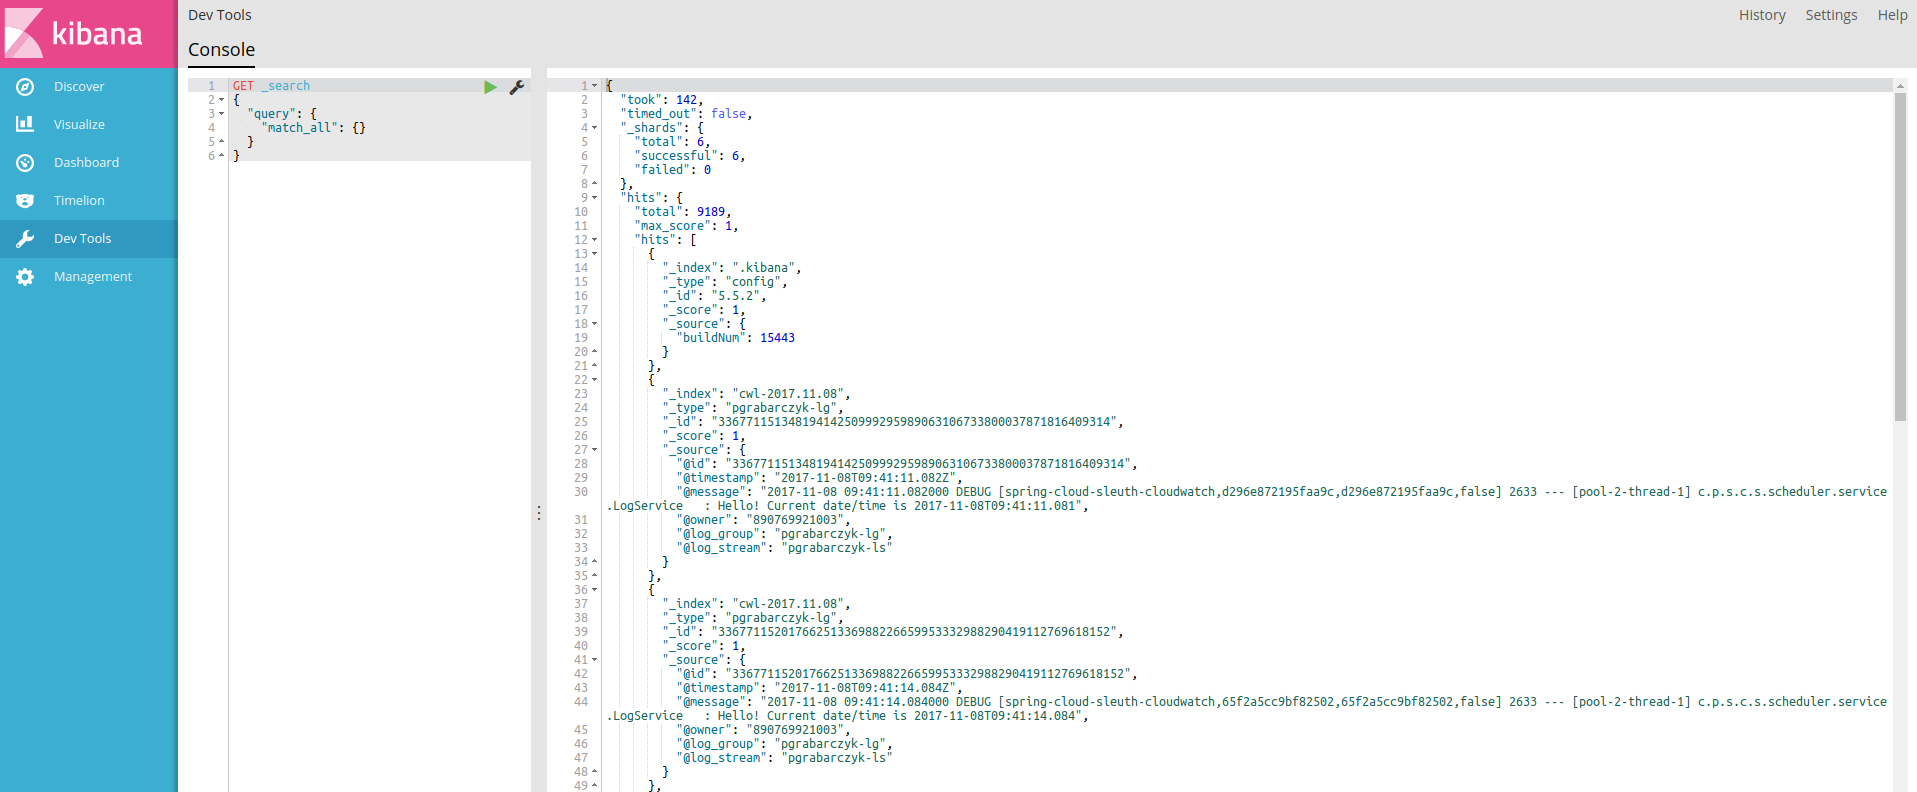 kibana
Discover
Visualize
Dashboard
Timelion
Dev Tools
Management
Dev Tools
History Settings Help
Console
1 GET _search
2 {
3 "query": {
4 "match_all": {}
5 }
6 }
1 {
2 "took": 142,
3 "timed_out": false,
4 "_shards": {
5 "total": 6,
6 "successful": 6,
7 "failed": 0
8 },
9 "hits": {
10 "total": 9189,
11 "max_score": 1,
12 "hits": [
13 {
14 "_index": ".kibana",
15 "_type": "config",
16 "_id": "5.5.2",
17 "_score": 1,
18 "_source": {
19 "buildNum": 15443
20 }
21 },
22 {
23 "_index": "cwl-2017.11.08",
24 "_type": "pgrabarczyk-lg",
25 "_id": "33677115134819414250999295989063106733800037871816409314",
26 "_score": 1,
27 "_source": {
28 "@id": "33677115134819414250999295989063106733800037871816409314",
29 "@timestamp": "2017-11-08T09:41:11.082Z",
30 "@message": "2017-11-08 09:41:11.082000 DEBUG [spring-cloud-sleuth-cloudwatch,d296e872195faa9c,d296e872195faa9c,false] 2633 --- [pool-2-thread-1] c.p.s.c.s.scheduler.service
.LogService : Hello! Current date/time is 2017-11-08T09:41:11.081",
31 "@owner": "890769921003",
32 "@log_group": "pgrabarczyk-lg",
33 "@log_stream": "pgrabarczyk-ls"
34 }
35 },
36 {
37 "_index": "cwl-2017.11.08",
38 "_type": "pgrabarczyk-lg",
39 "_id": "33677115201766251336988226659953332988290419112769618152",
40 "_score": 1,
41 "_source": {
42 "@id": "33677115201766251336988226659953332988290419112769618152",
43 "@timestamp": "2017-11-08T09:41:14.084Z",
44 "@message": "2017-11-08 09:41:14.084000 DEBUG [spring-cloud-sleuth-cloudwatch,65f2a5cc9bf82502,65f2a5cc9bf82502,false] 2633 --- [pool-2-thread-1] c.p.s.c.s.scheduler.service
.LogService : Hello! Current date/time is 2017-11-08T09:41:14.084",
45 "@owner": "890769921003",
46 "@log_group": "pgrabarczyk-lg",
47 "@log_stream": "pgrabarczyk-ls"
48 }
49 },